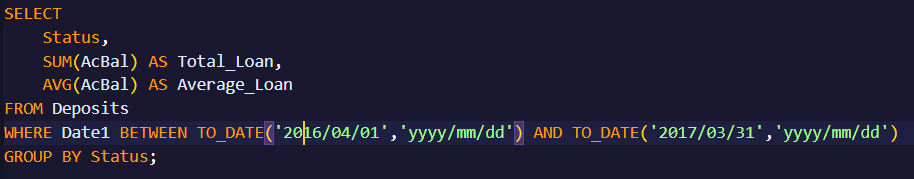 SELECT
    Status,
    SUM(AcBal) AS Total_Loan,
    AVG(AcBal) AS Average_Loan
FROM Deposits
WHERE Date1 BETWEEN TO_DATE('2016/04/01','yyyy/mm/dd') AND TO_DATE('2017/03/31','yyyy/mm/dd')
GROUP BY Status;